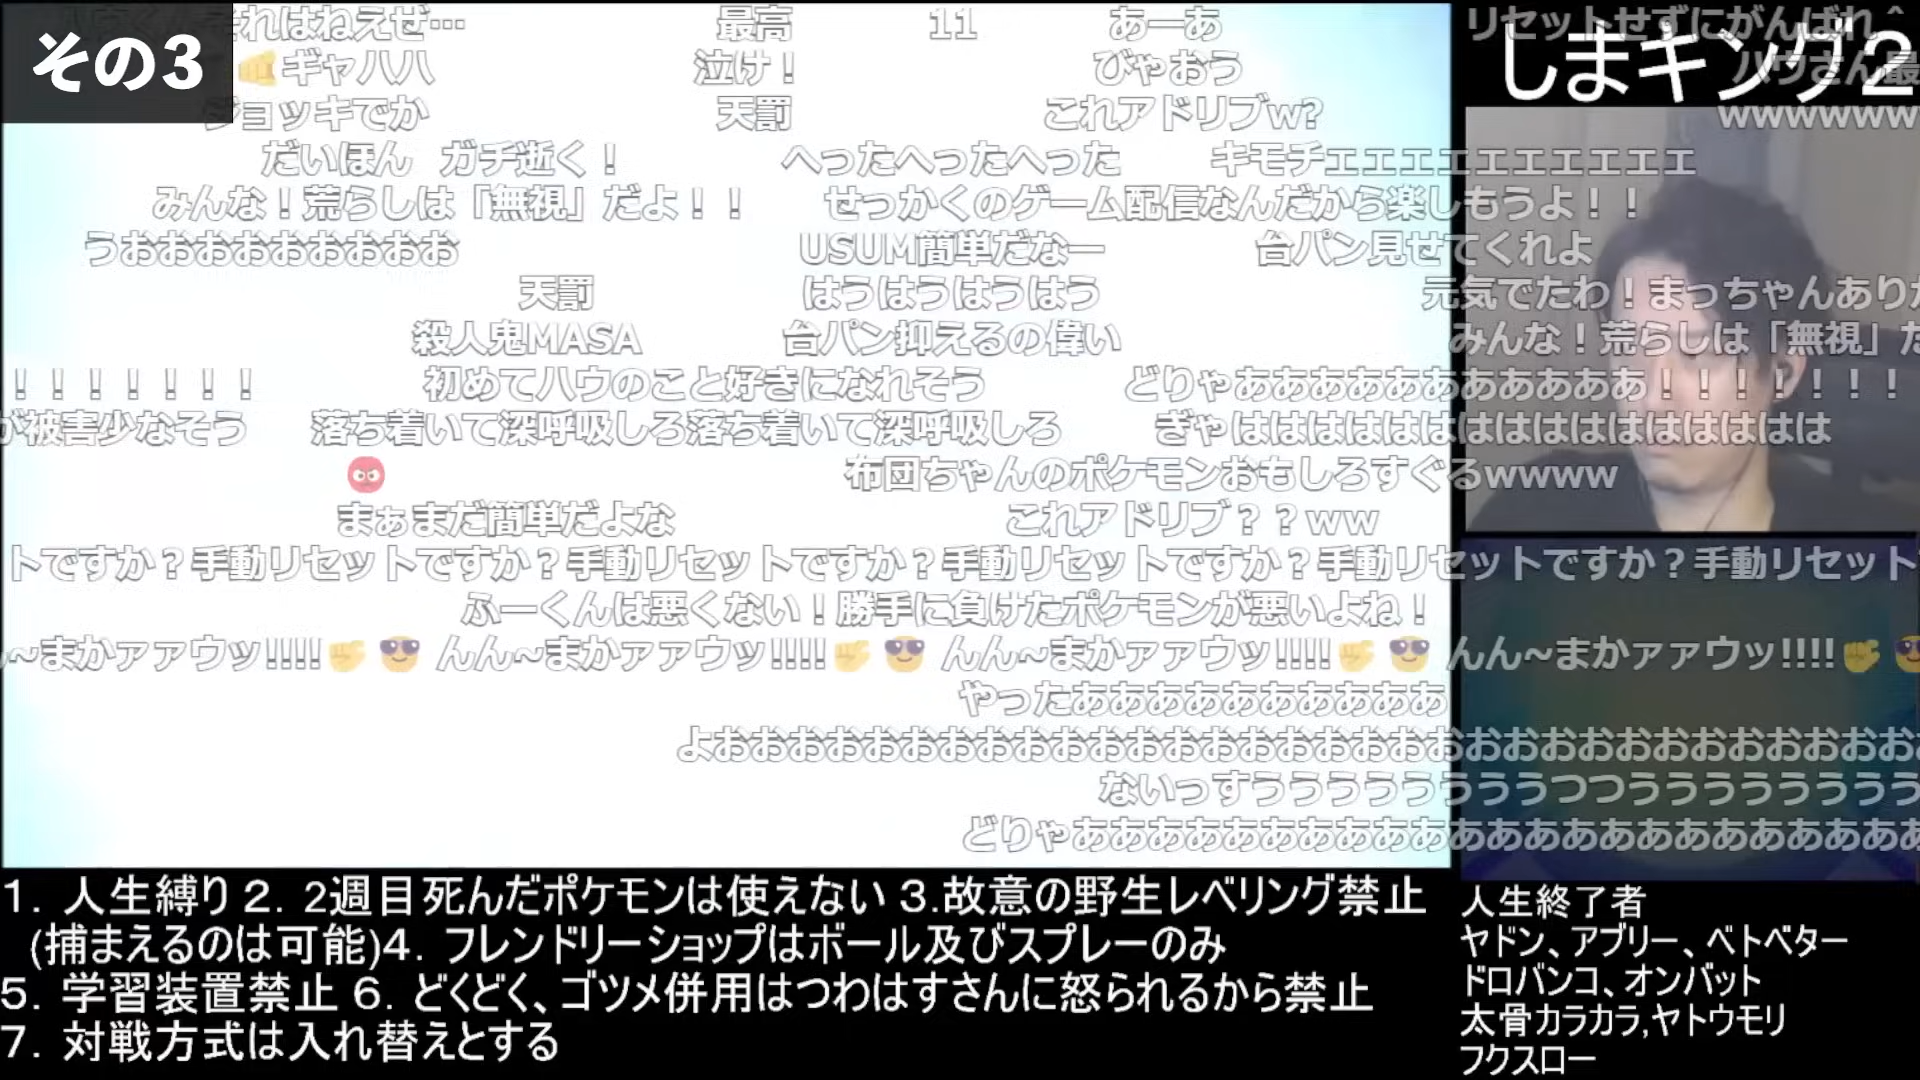 その3
それはねえぜ… 最高 11 あーあ リセットせずにがんばれ^
しまキング2
👊ギャハハ 泣け！ びゃおう ハウさん最
ジョッキでか 天罰 これアドリブw? wwwwww
だいほん ガチ逝く！ へったへったへった キモチエエエエエエエエエエ
みんな！荒らしは「無視」だよ！！ せっかくのゲーム配信なんだから楽しもうよ！！
うおおおおおおおおお USUM簡単だなー 台パン見せてくれよ
天罰 はうはうはうはう 元気でたわ！まっちゃんありが
殺人鬼MASA 台パン抑えるの偉い みんな！荒らしは「無視」だ
！！！！！！！ 初めてハウのこと好きになれそう どりゃあああああああああああ！！！！！！！
が被害少なそう 落ち着いて深呼吸しろ落ち着いて深呼吸しろ ぎゃはははははははははははははははは
布団ちゃんのポケモンおもしろすぐるwwww
まぁまだ簡単だよな これアドリブ？？ww
トですか？手動リセットですか？手動リセットですか？手動リセットですか？手動リセットですか？手動リセット
ふーくんは悪くない！勝手に負けたポケモンが悪いよね！
~まかァァウッ!!!!!✊😎 んん~まかァァウッ!!!!!✊😎 んん~まかァァウッ!!!!!✊😎 んん~まかァァウッ!!!!✊😎
やったああああああああああ
よおおおおおおおおおおおおおおおおおおおおおおおおおおおおおおおお
ないっすううううううううつつうううううううう
どりゃあああああああああああああああああああああああ
1. 人生縛り 2. 2週目死んだポケモンは使えない 3.故意の野生レベリング禁止
(捕まえるのは可能)4. フレンドリーショップはボール及びスプレーのみ
5. 学習装置禁止 6. どくどく、ゴツメ併用はつわはすさんに怒られるから禁止
7. 対戦方式は入れ替えとする
人生終了者
ヤドン、アブリー、ベトベター
ドロバンコ、オンバット
太骨カラカラ,ヤトウモリ
フクスロー